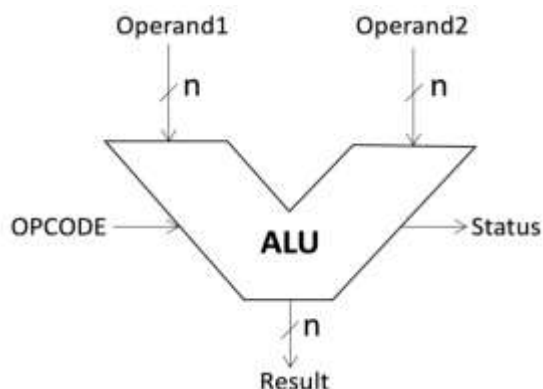 Operand1
Operand2
n
n
OPCODE
ALU
Status
n
Result